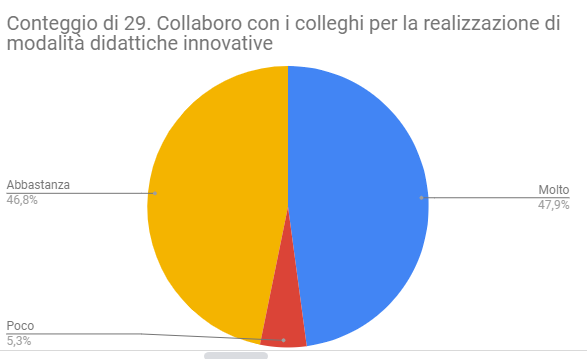 Conteggio di 29. Collaboro con i colleghi per la realizzazione di
modalità didattiche innovative
Abbastanza
46,8%
Molto
47,9%
Poco
5,3%